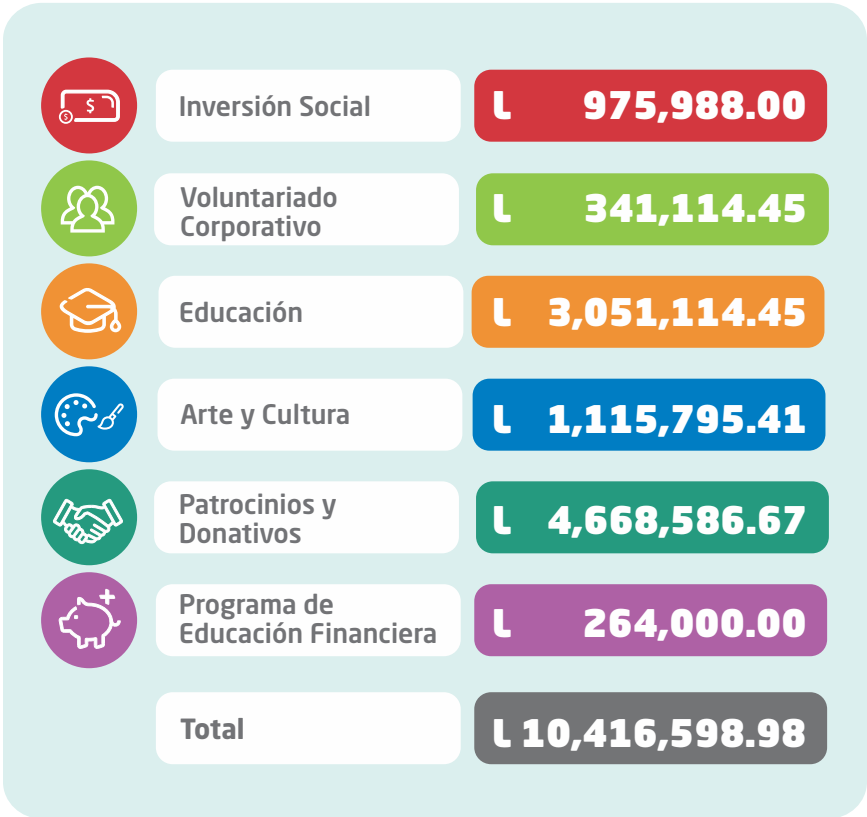 Inversión Social L 975,988.00
Voluntariado
Corporativo L 341,114.45
Educación L 3,051,114.45
Arte y Cultura L 1,115,795.41
Patrocinios y
Donativos L 4,668,586.67
Programa de
Educación Financiera L 264,000.00
Total L 10,416,598.98